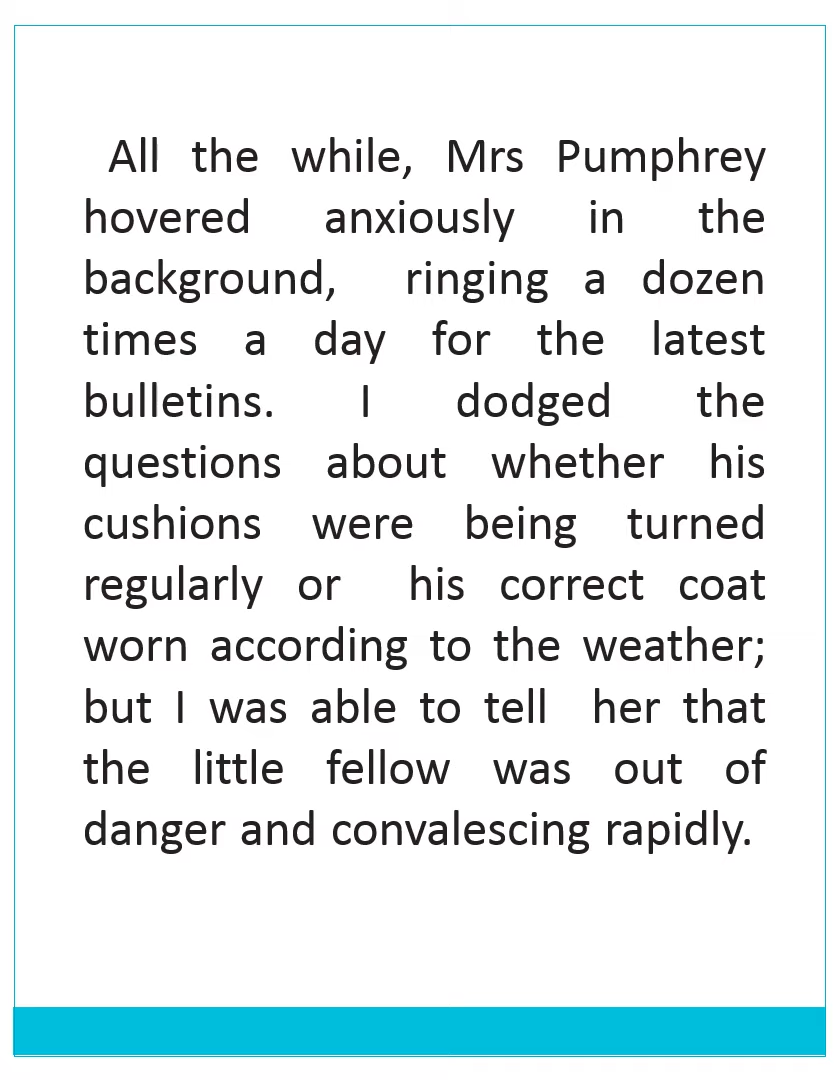 All the while, Mrs Pumphrey
hovered anxiously in the
background, ringing a dozen
times a day for the latest
bulletins. I dodged the
questions about whether his
cushions were being turned
regularly or his correct coat
worn according to the weather;
but I was able to tell her that
the little fellow was out of
danger and convalescing rapidly.